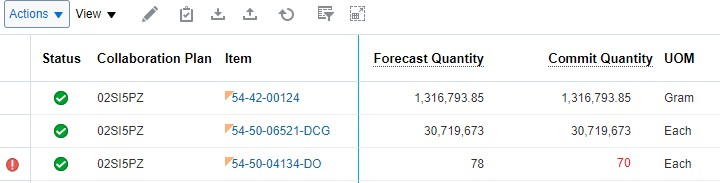 Actions View
Status Collaboration Plan Item Forecast Quantity Commit Quantity UOM
02SI5PZ 54-42-00124 1,316,793.85 1,316,793.85 Gram
02SI5PZ 54-50-06521-DCG 30,719,673 30,719,673 Each
02SI5PZ 54-50-04134-DO 78 70 Each